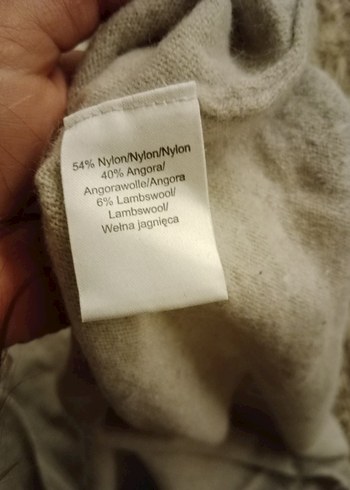 54% Nylon/Nylon/Nylon
40% Angora/
Angorawolle/Angora
6% Lambswool/
Lambswool/
Wełna jagnięca